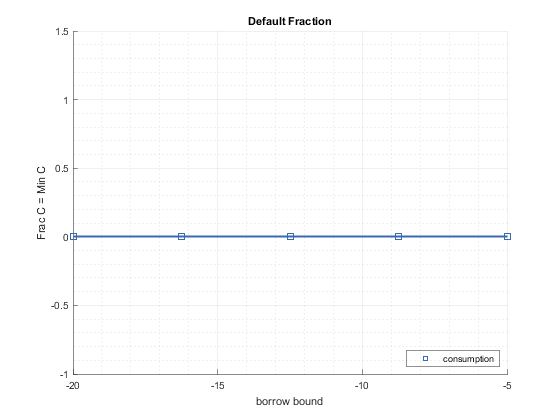 Default Fraction
1.5
1
0.5
0
-0.5
-1
Frac C = Min C
-20
-15
-10
-5
borrow bound
consumption